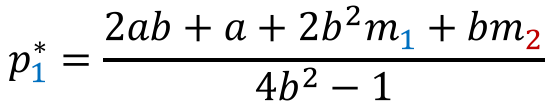 p₁* = (2ab + a + 2b²m₁ + bm₂) / (4b² − 1)